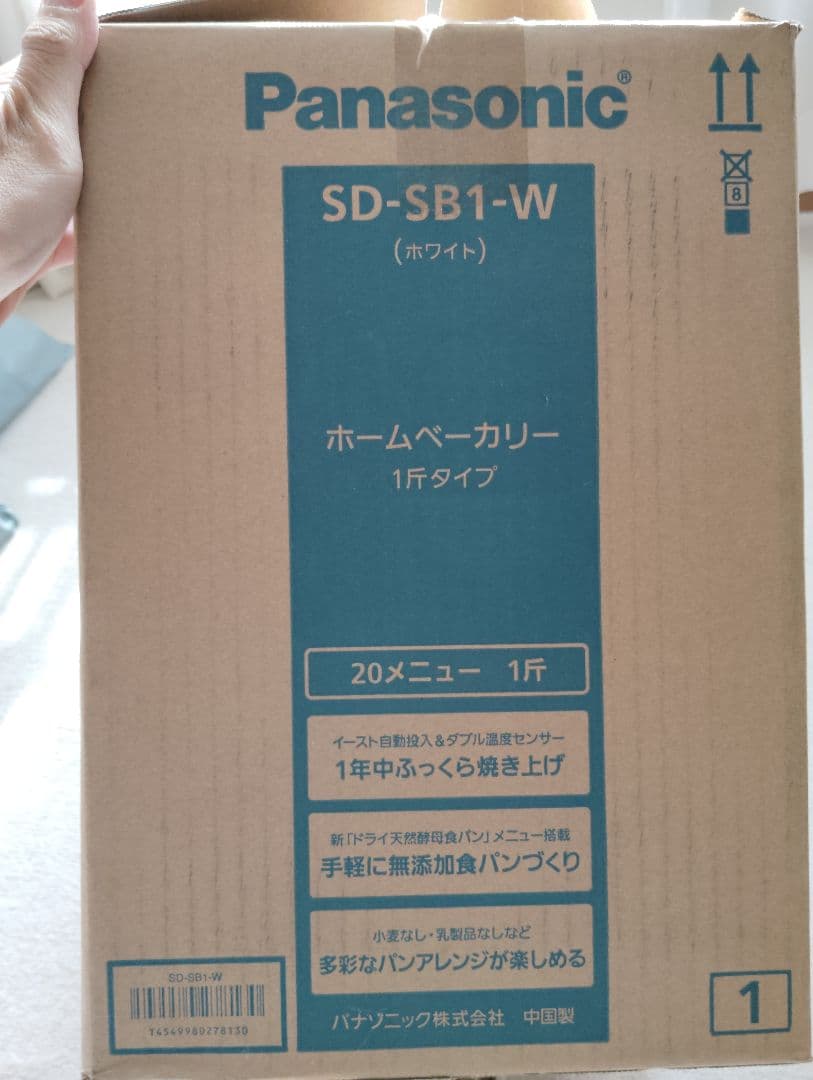 Panasonic®
SD-SB1-W
(ホワイト)
8
ホームベーカリー
1斤タイプ
20メニュー 1斤
イースト自動投入&ダブル温度センサー
1年中ふっくら焼き上げ
新「ドライ天然酵母食パン」メニュー搭載
手軽に無添加食パンづくり
小麦なし・乳製品なしなど
多彩なパンアレンジが楽しめる
パナソニック株式会社 中国製
SD-SB1-W
T4549980278130
1